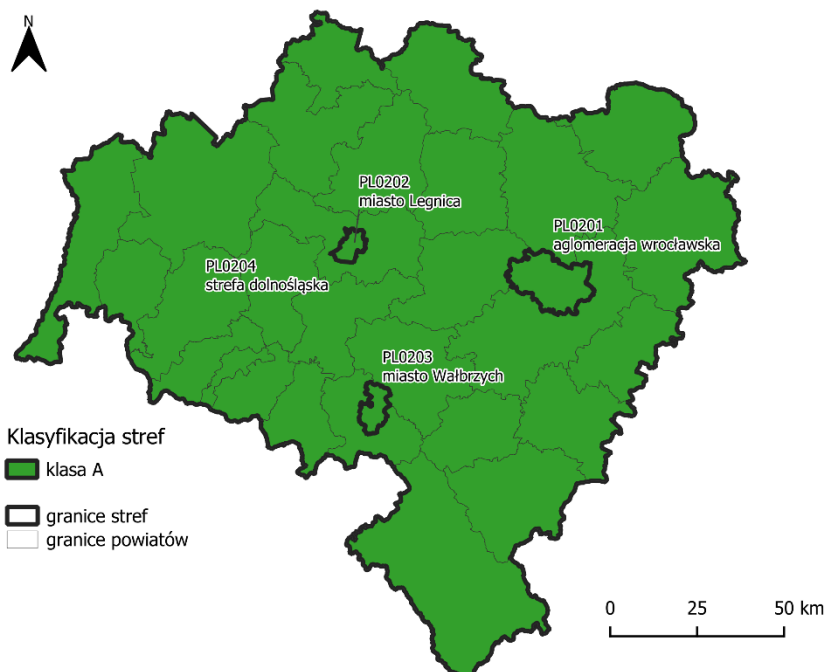 N
PL0202
miasto Legnica
PL0201
aglomeracja wrocławska
PL0204
strefa dolnośląska
PL0203
miasto Wałbrzych
Klasyfikacja stref
klasa A
granice stref
granice powiatów
0 25 50 km